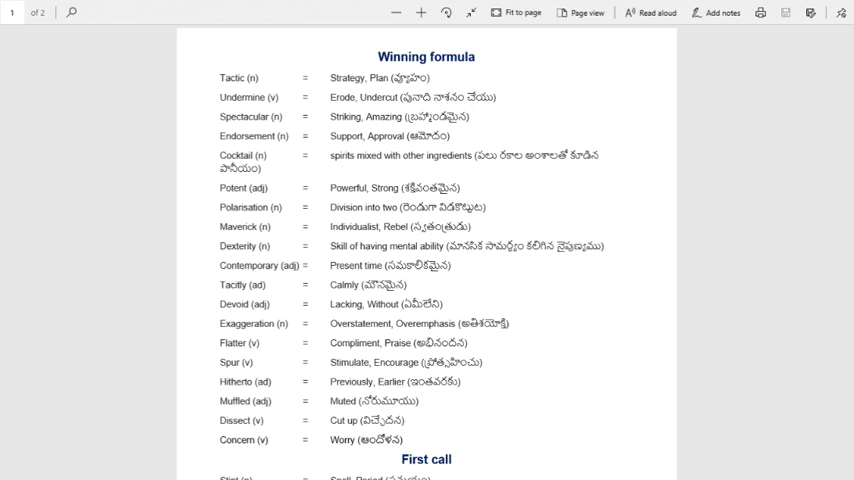 1 of 2 Fit to page Page view Read aloud Add notes
Winning formula
Tactic (n) = Strategy, Plan (వ్యూహం)
Undermine (v) = Erode, Undercut (పునాది నాశనం చేయు)
Spectacular (n) = Striking, Amazing (బ్రహ్మాండమైన)
Endorsement (n) = Support, Approval (ఆమోదం)
Cocktail (n) = spirits mixed with other ingredients (పలు రకాల అంశాలతో కూడిన
పానీయం)
Potent (adj) = Powerful, Strong (శక్తివంతమైన)
Polarisation (n) = Division into two (రెండుగా విడకొట్టుట)
Maverick (n) = Individualist, Rebel (స్వతంత్రుడు)
Dexterity (n) = Skill of having mental ability (మానసిక సామర్థ్యం కలిగిన నైపుణ్యము)
Contemporary (adj) = Present time (సమకాలికమైన)
Tacitly (ad) = Calmly (మౌనమైన)
Devoid (adj) = Lacking, Without (ఏమీలేని)
Exaggeration (n) = Overstatement, Overemphasis (అతిశయోక్తి)
Flatter (v) = Compliment, Praise (అభినందన)
Spur (v) = Stimulate, Encourage (ప్రోత్సహించు)
Hitherto (ad) = Previously, Earlier (ఇంతవరకు)
Muffled (adj) = Muted (నోరుమూయు)
Dissect (v) = Cut up (విచ్ఛేదన)
Concern (v) = Worry (ఆందోళన)
First call
Stint (n) = Spell, Period (సమయం)